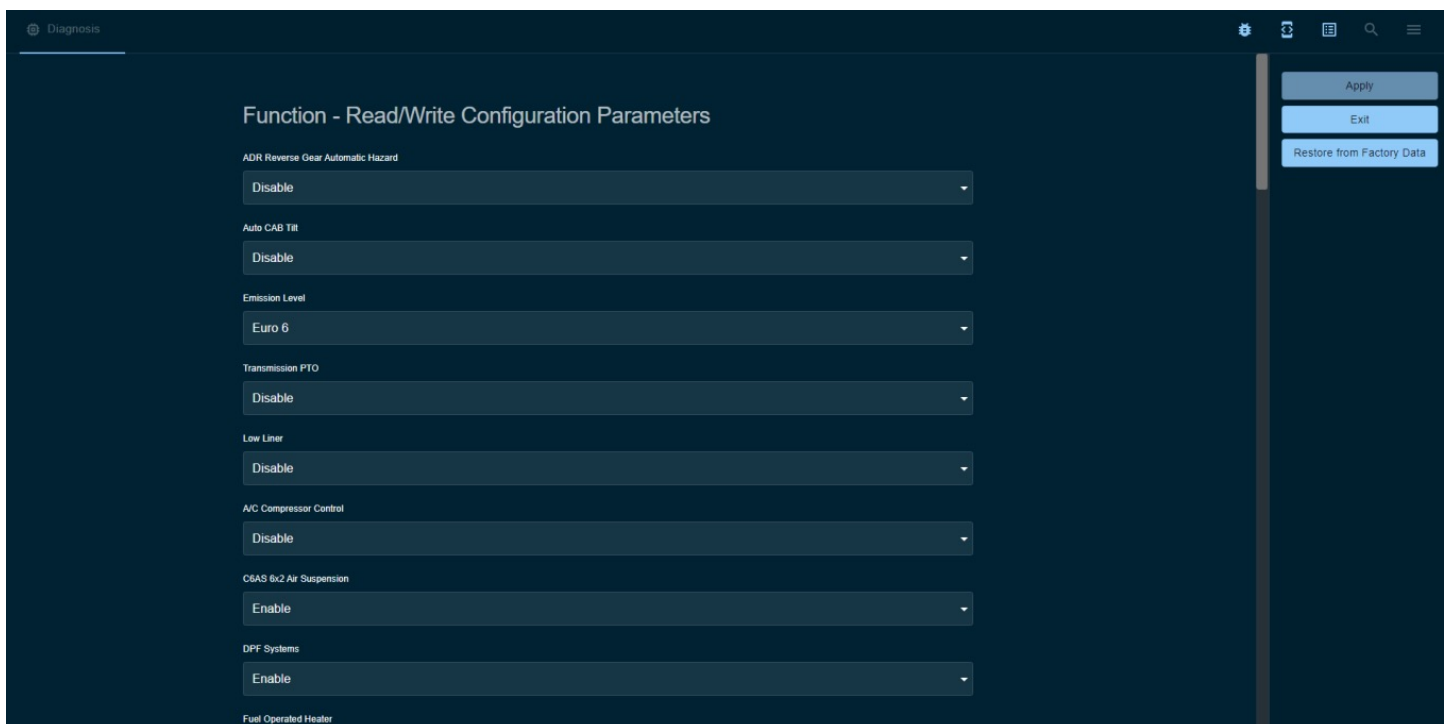 Diagnosis
Function - Read/Write Configuration Parameters
ADR Reverse Gear Automatic Hazard
Disable
Auto CAB Tilt
Disable
Emission Level
Euro 6
Transmission PTO
Disable
Low Liner
Disable
A/C Compressor Control
Disable
C6AS 6x2 Air Suspension
Enable
DPF Systems
Enable
Fuel Operated Heater
Apply
Exit
Restore from Factory Data